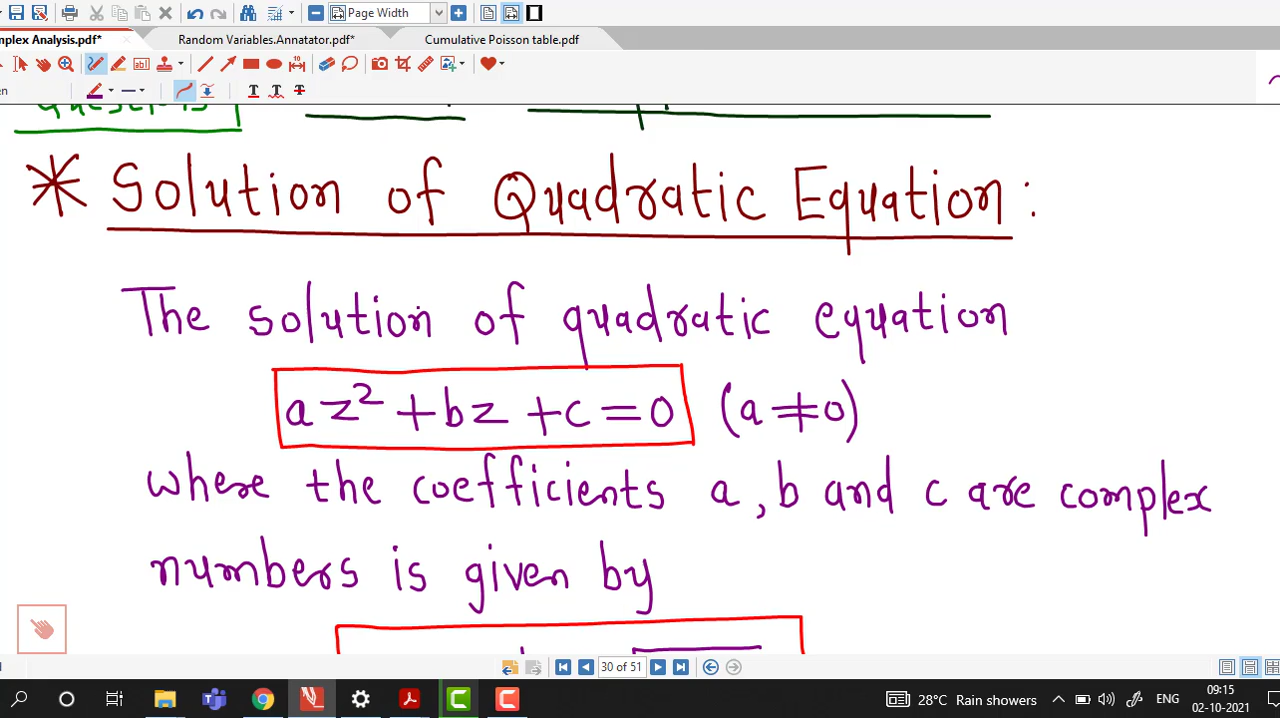 Page Width
mplex Analysis.pdf*
Random Variables.Annatator.pdf*
Cumulative Poisson table.pdf
* Solution of Quadratic Equation :
The solution of quadratic equation
az² + bz + c = 0 (a ≠ 0)
where the coefficients a, b and c are complex
numbers is given by
30 of 51
28°C Rain showers
ENG
09:15
02-10-2021